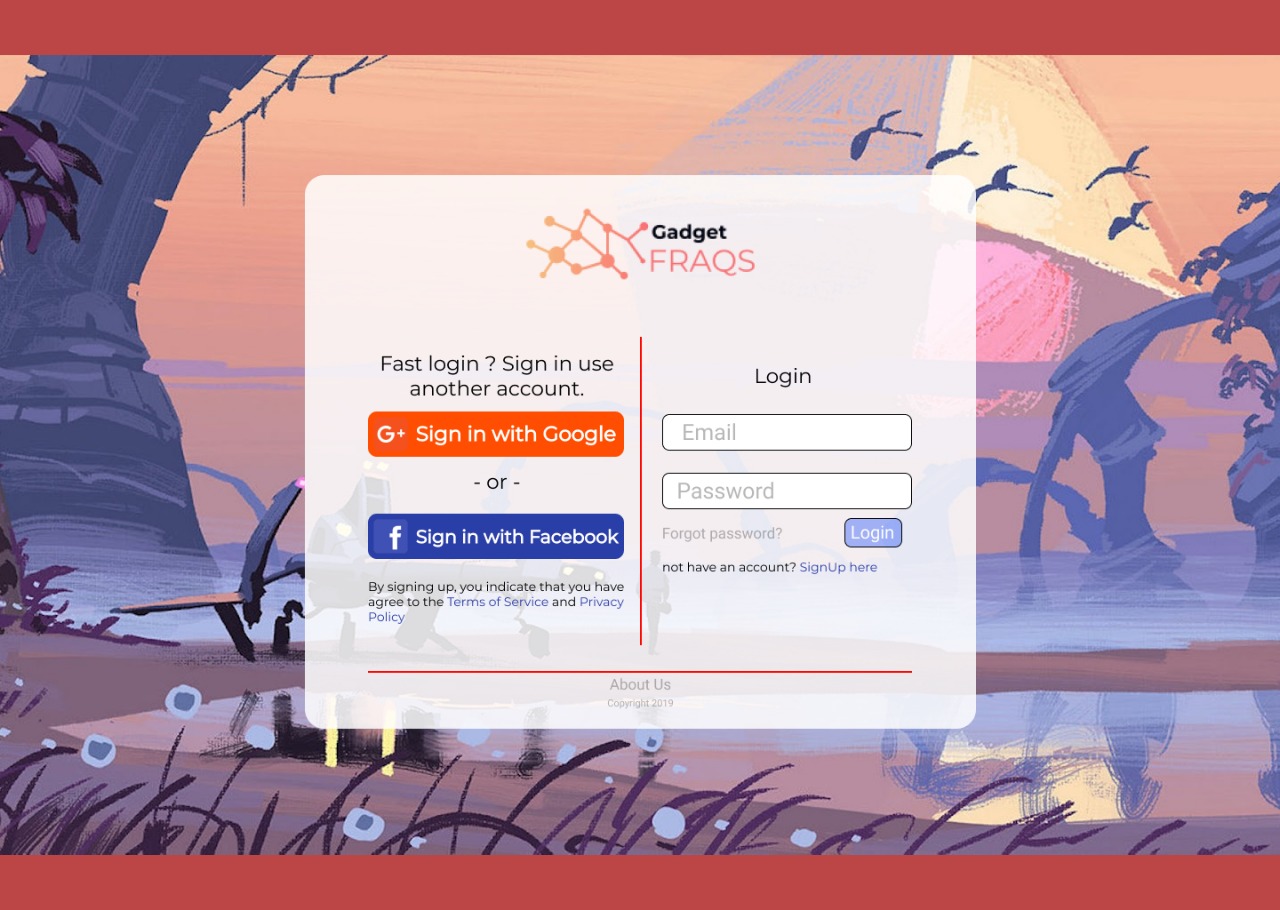 Gadget
FRAQS
Fast login ? Sign in use
another account.
G+ Sign in with Google
- or -
f Sign in with Facebook
By signing up, you indicate that you have
agree to the Terms of Service and Privacy
Policy
Login
Email
Password
Forgot password?
Login
not have an account? SignUp here
About Us
Copyright 2019